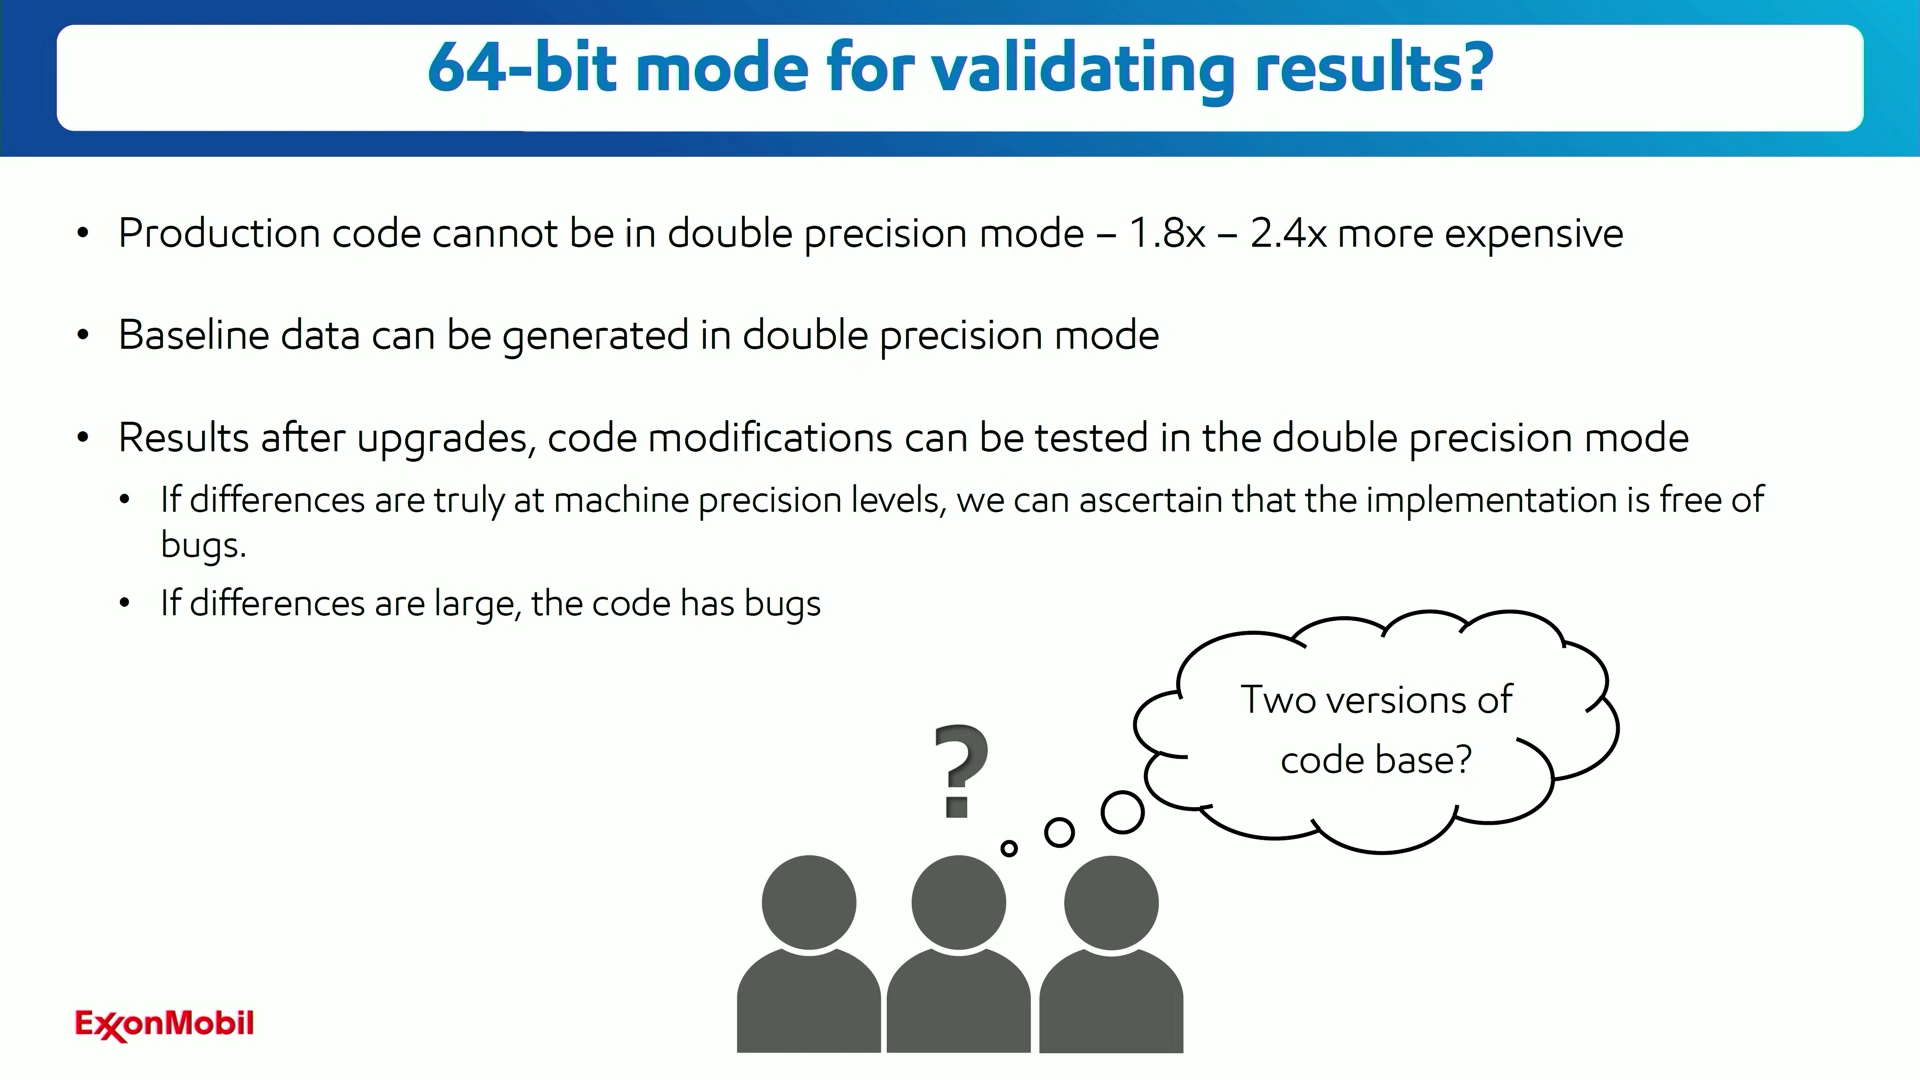 64-bit mode for validating results?
• Production code cannot be in double precision mode – 1.8x – 2.4x more expensive
• Baseline data can be generated in double precision mode
• Results after upgrades, code modifications can be tested in the double precision mode
• If differences are truly at machine precision levels, we can ascertain that the implementation is free of
bugs.
• If differences are large, the code has bugs
Two versions of
code base?
?
ExxonMobil